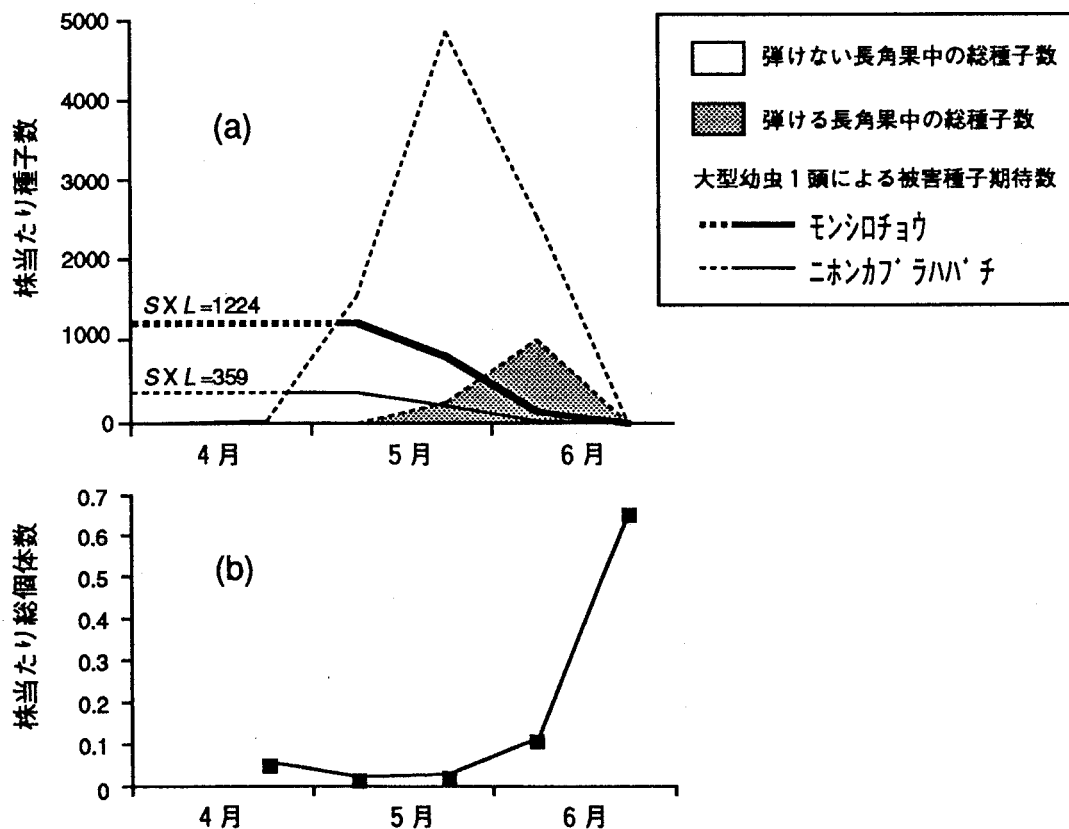 5000
4000
3000
2000
1000
0
株当たり種子数
(a)
S X L=1224
S X L=359
4月
5月
6月
弾けない長角果中の総種子数
弾ける長角果中の総種子数
大型幼虫1頭による被害種子期待数
モンシロチョウ
ニホンカブラハバチ
0.7
0.6
0.5
0.4
0.3
0.2
0.1
0
株当たり総個体数
(b)
4月
5月
6月